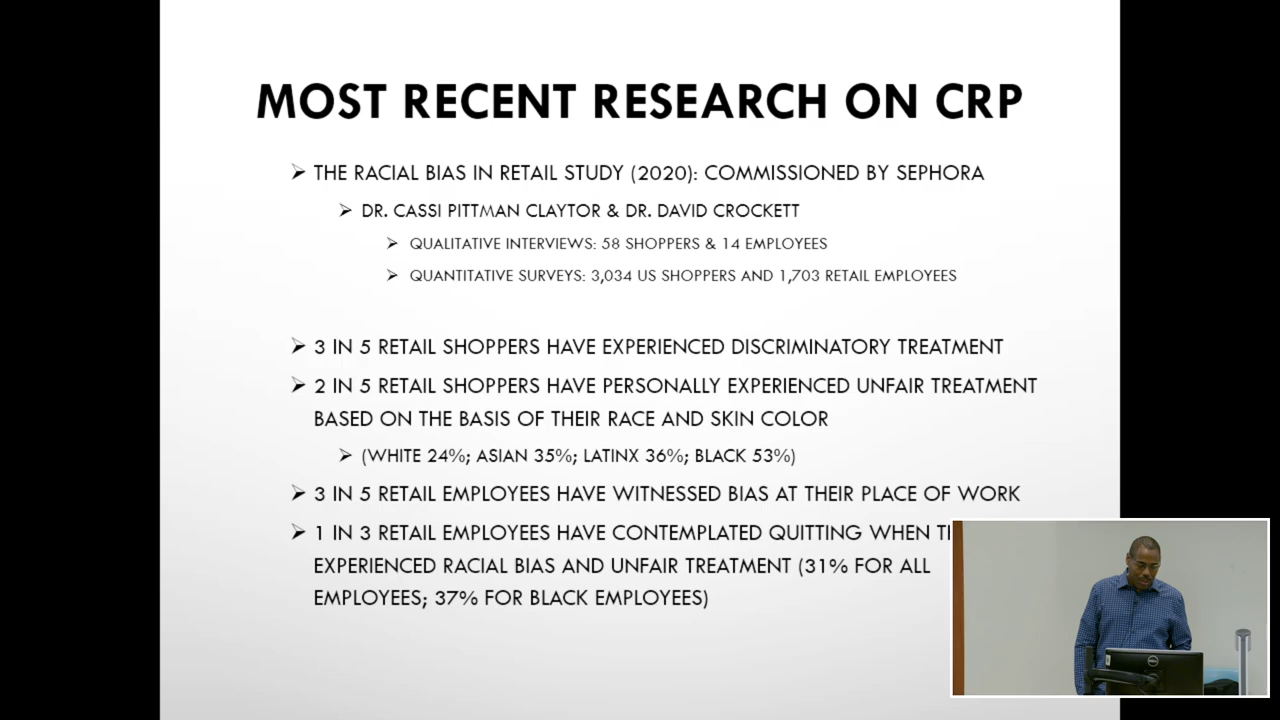 MOST RECENT RESEARCH ON CRP
THE RACIAL BIAS IN RETAIL STUDY (2020): COMMISSIONED BY SEPHORA
DR. CASSI PITTMAN CLAYTOR & DR. DAVID CROCKETT
QUALITATIVE INTERVIEWS: 58 SHOPPERS & 14 EMPLOYEES
QUANTITATIVE SURVEYS: 3,034 US SHOPPERS AND 1,703 RETAIL EMPLOYEES
3 IN 5 RETAIL SHOPPERS HAVE EXPERIENCED DISCRIMINATORY TREATMENT
2 IN 5 RETAIL SHOPPERS HAVE PERSONALLY EXPERIENCED UNFAIR TREATMENT
BASED ON THE BASIS OF THEIR RACE AND SKIN COLOR
(WHITE 24%; ASIAN 35%; LATINX 36%; BLACK 53%)
3 IN 5 RETAIL EMPLOYEES HAVE WITNESSED BIAS AT THEIR PLACE OF WORK
1 IN 3 RETAIL EMPLOYEES HAVE CONTEMPLATED QUITTING WHEN
EXPERIENCED RACIAL BIAS AND UNFAIR TREATMENT (31% FOR ALL
EMPLOYEES; 37% FOR BLACK EMPLOYEES)
DELL